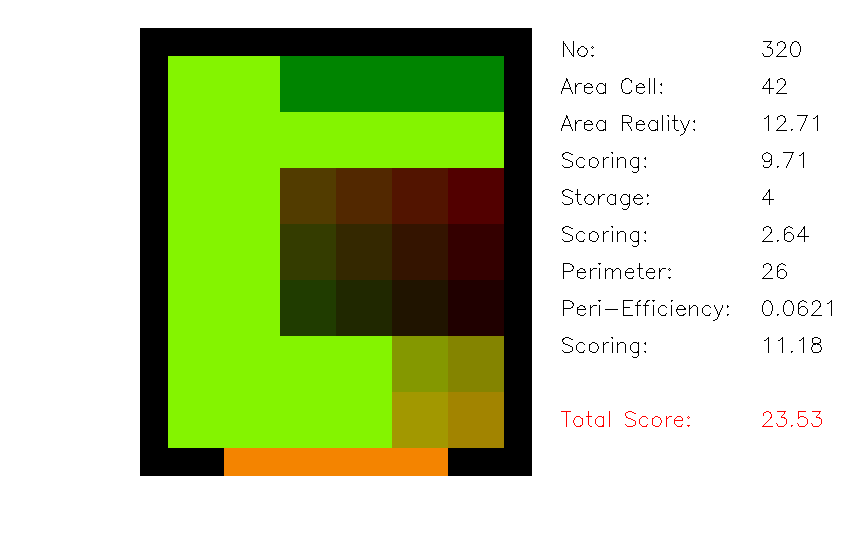 No: 320
Area Cell: 42
Area Reality: 12.71
Scoring: 9.71
Storage: 4
Scoring: 2.64
Perimeter: 26
Peri-Efficiency: 0.0621
Scoring: 11.18
Total Score: 23.53